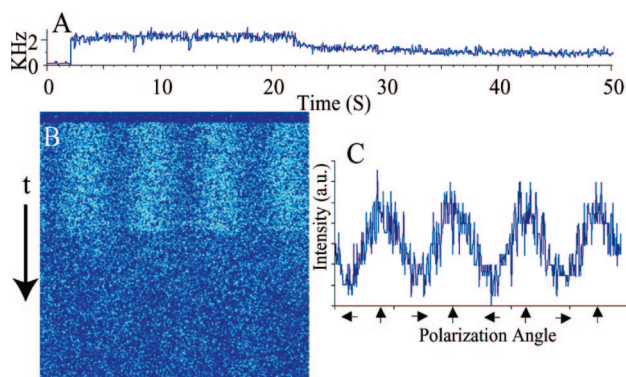 A
KHz
2
0
0 10 20 30 40 50
Time (S)
B
t
C
Intensity (a.u.)
Polarization Angle